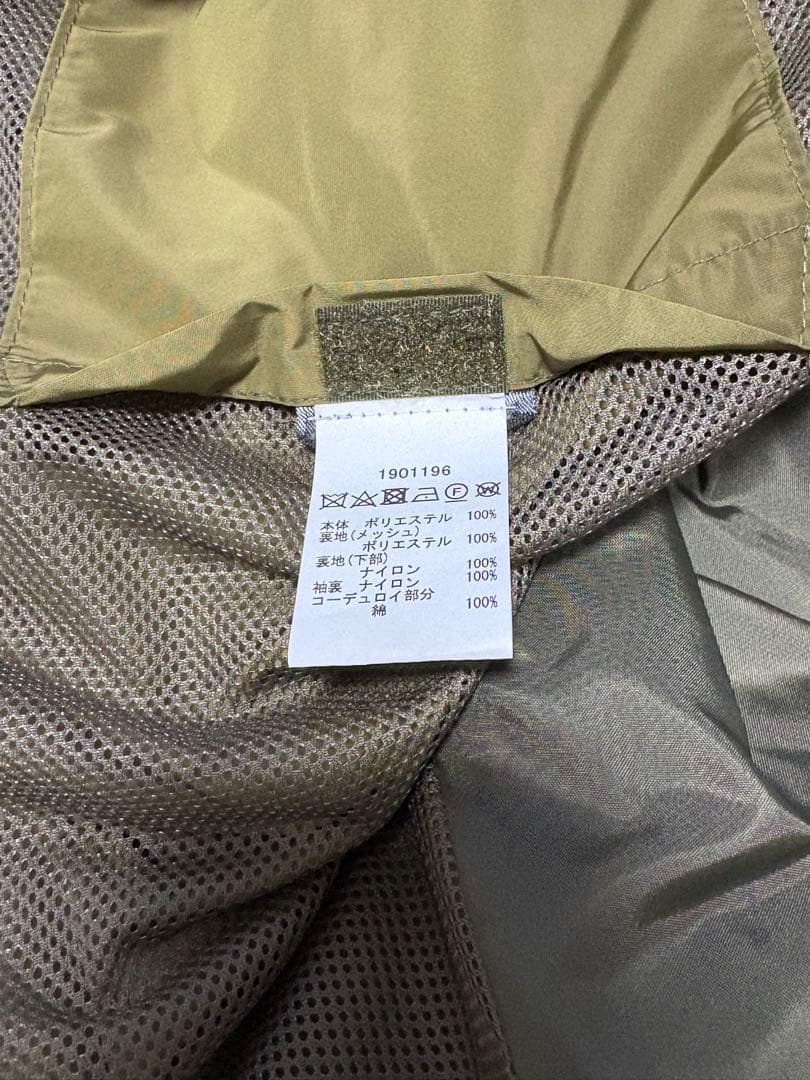 1901196
F W
本体 ポリエステル 100%
裏地(メッシュ)
ポリエステル 100%
裏地(下部)
ナイロン 100%
袖裏 ナイロン 100%
コーデュロイ部分
綿 100%